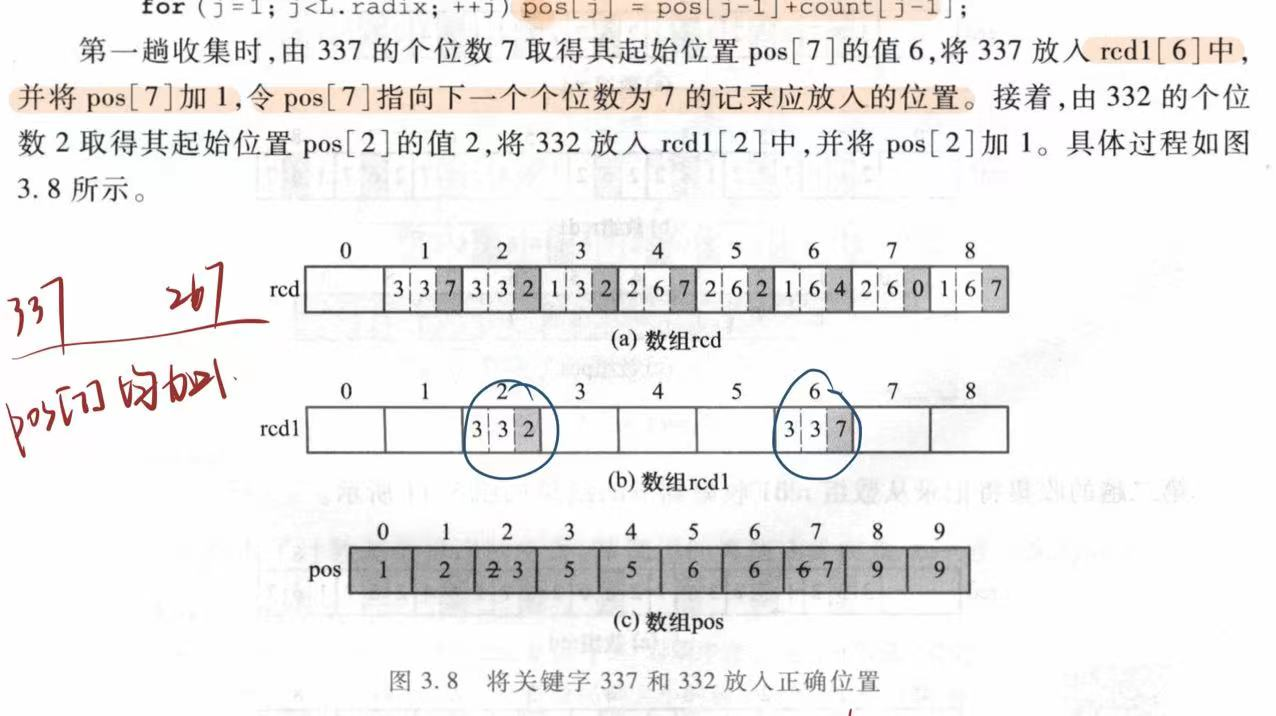 for (j=1; j<L.radix; ++j) pos[j] = pos[j-1]+count[j-1];
第一趟收集时,由 337 的个位数 7 取得其起始位置 pos[7]的值 6,将 337 放入 rcd1[6]中,
并将 pos[7]加 1,令 pos[7]指向下一个个位数为 7 的记录应放入的位置。接着,由 332 的个位
数 2 取得其起始位置 pos[2]的值 2,将 332 放入 rcd1[2]中,并将 pos[2]加 1。具体过程如图
3.8 所示。
0 1 2 3 4 5 6 7 8
rcd 3 3 7 3 3 2 1 3 2 2 6 7 2 6 2 1 6 4 2 6 0 1 6 7
(a) 数组rcd
337 267
pos[7] 均加1.
0 1 2 3 4 5 6 7 8
rcd1 3 3 2 3 3 7
(b) 数组rcd1
0 1 2 3 4 5 6 7 8 9
pos 1 2 2 3 5 5 6 6 6 7 9 9
(c) 数组pos
图 3.8 将关键字 337 和 332 放入正确位置